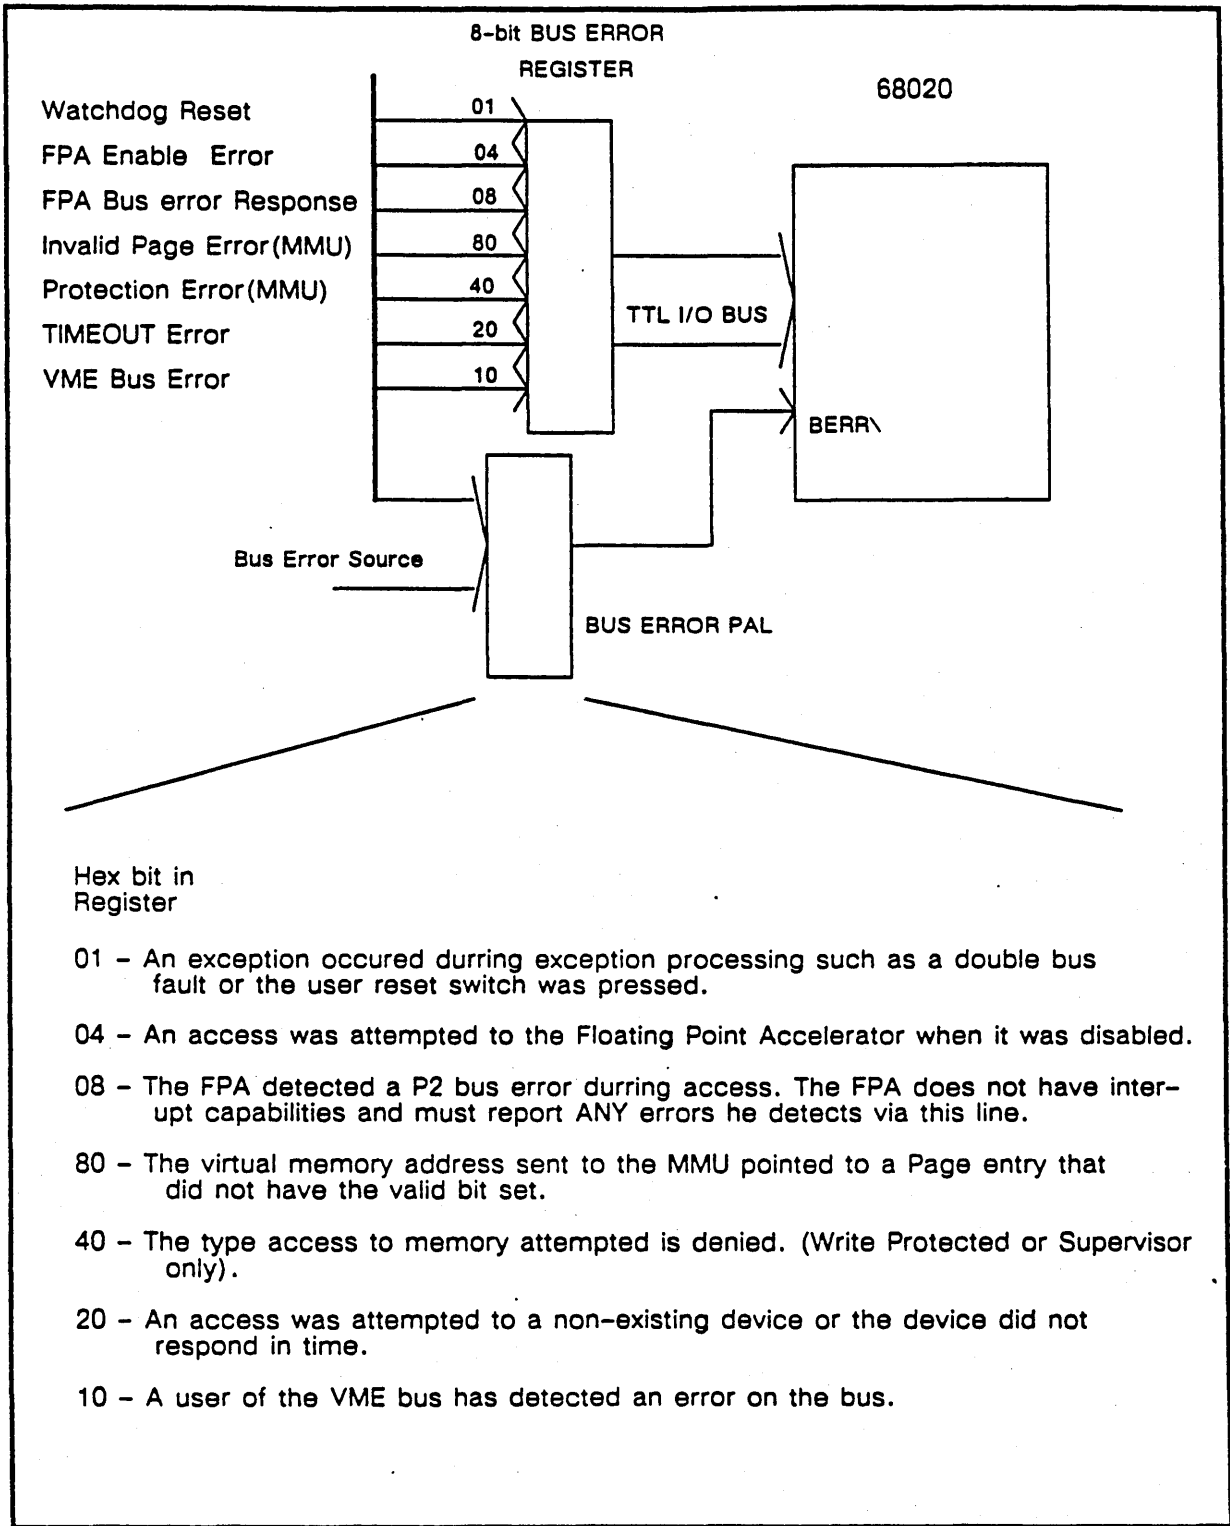 8-bit BUS ERROR
REGISTER
68020
Watchdog Reset 01
FPA Enable Error 04
FPA Bus error Response 08
Invalid Page Error(MMU) 80
Protection Error(MMU) 40
TIMEOUT Error 20
VME Bus Error 10
TTL I/O BUS
BERR\
Bus Error Source
BUS ERROR PAL
Hex bit in
Register
01 – An exception occured durring exception processing such as a double bus
fault or the user reset switch was pressed.
04 – An access was attempted to the Floating Point Accelerator when it was disabled.
08 – The FPA detected a P2 bus error durring access. The FPA does not have inter–
upt capabilities and must report ANY errors he detects via this line.
80 – The virtual memory address sent to the MMU pointed to a Page entry that
did not have the valid bit set.
40 – The type access to memory attempted is denied. (Write Protected or Supervisor
only).
20 – An access was attempted to a non–existing device or the device did not
respond in time.
10 – A user of the VME bus has detected an error on the bus.